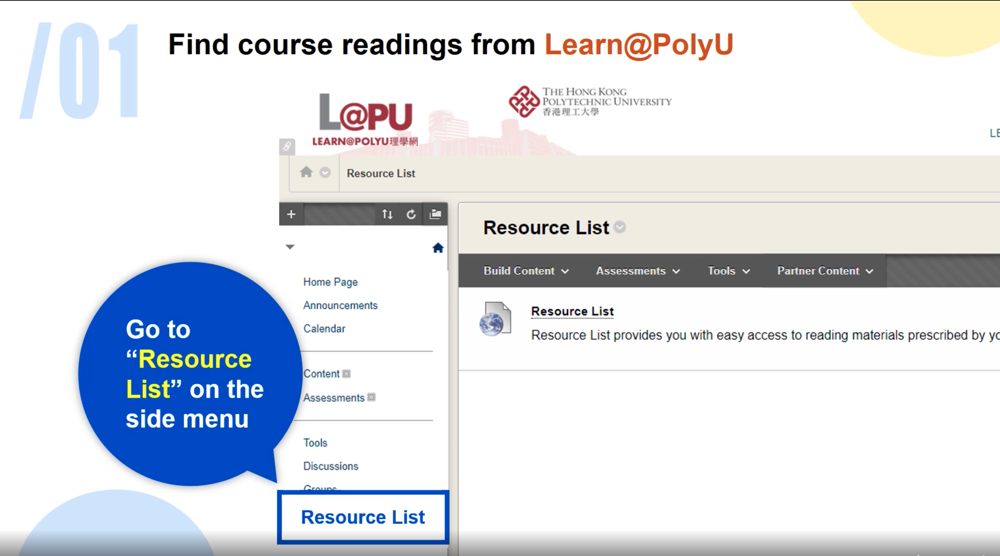 /01
Find course readings from Learn@PolyU
L@PU
LEARN@POLYU理學網
THE HONG KONG
POLYTECHNIC UNIVERSITY
香港理工大學
LE
Resource List
Resource List
Build Content
Assessments
Tools
Partner Content
Resource List
Resource List provides you with easy access to reading materials prescribed by yo
Home Page
Announcements
Calendar
Content
Assessments
Tools
Discussions
Groups
Resource List
Go to
“Resource
List” on the
side menu